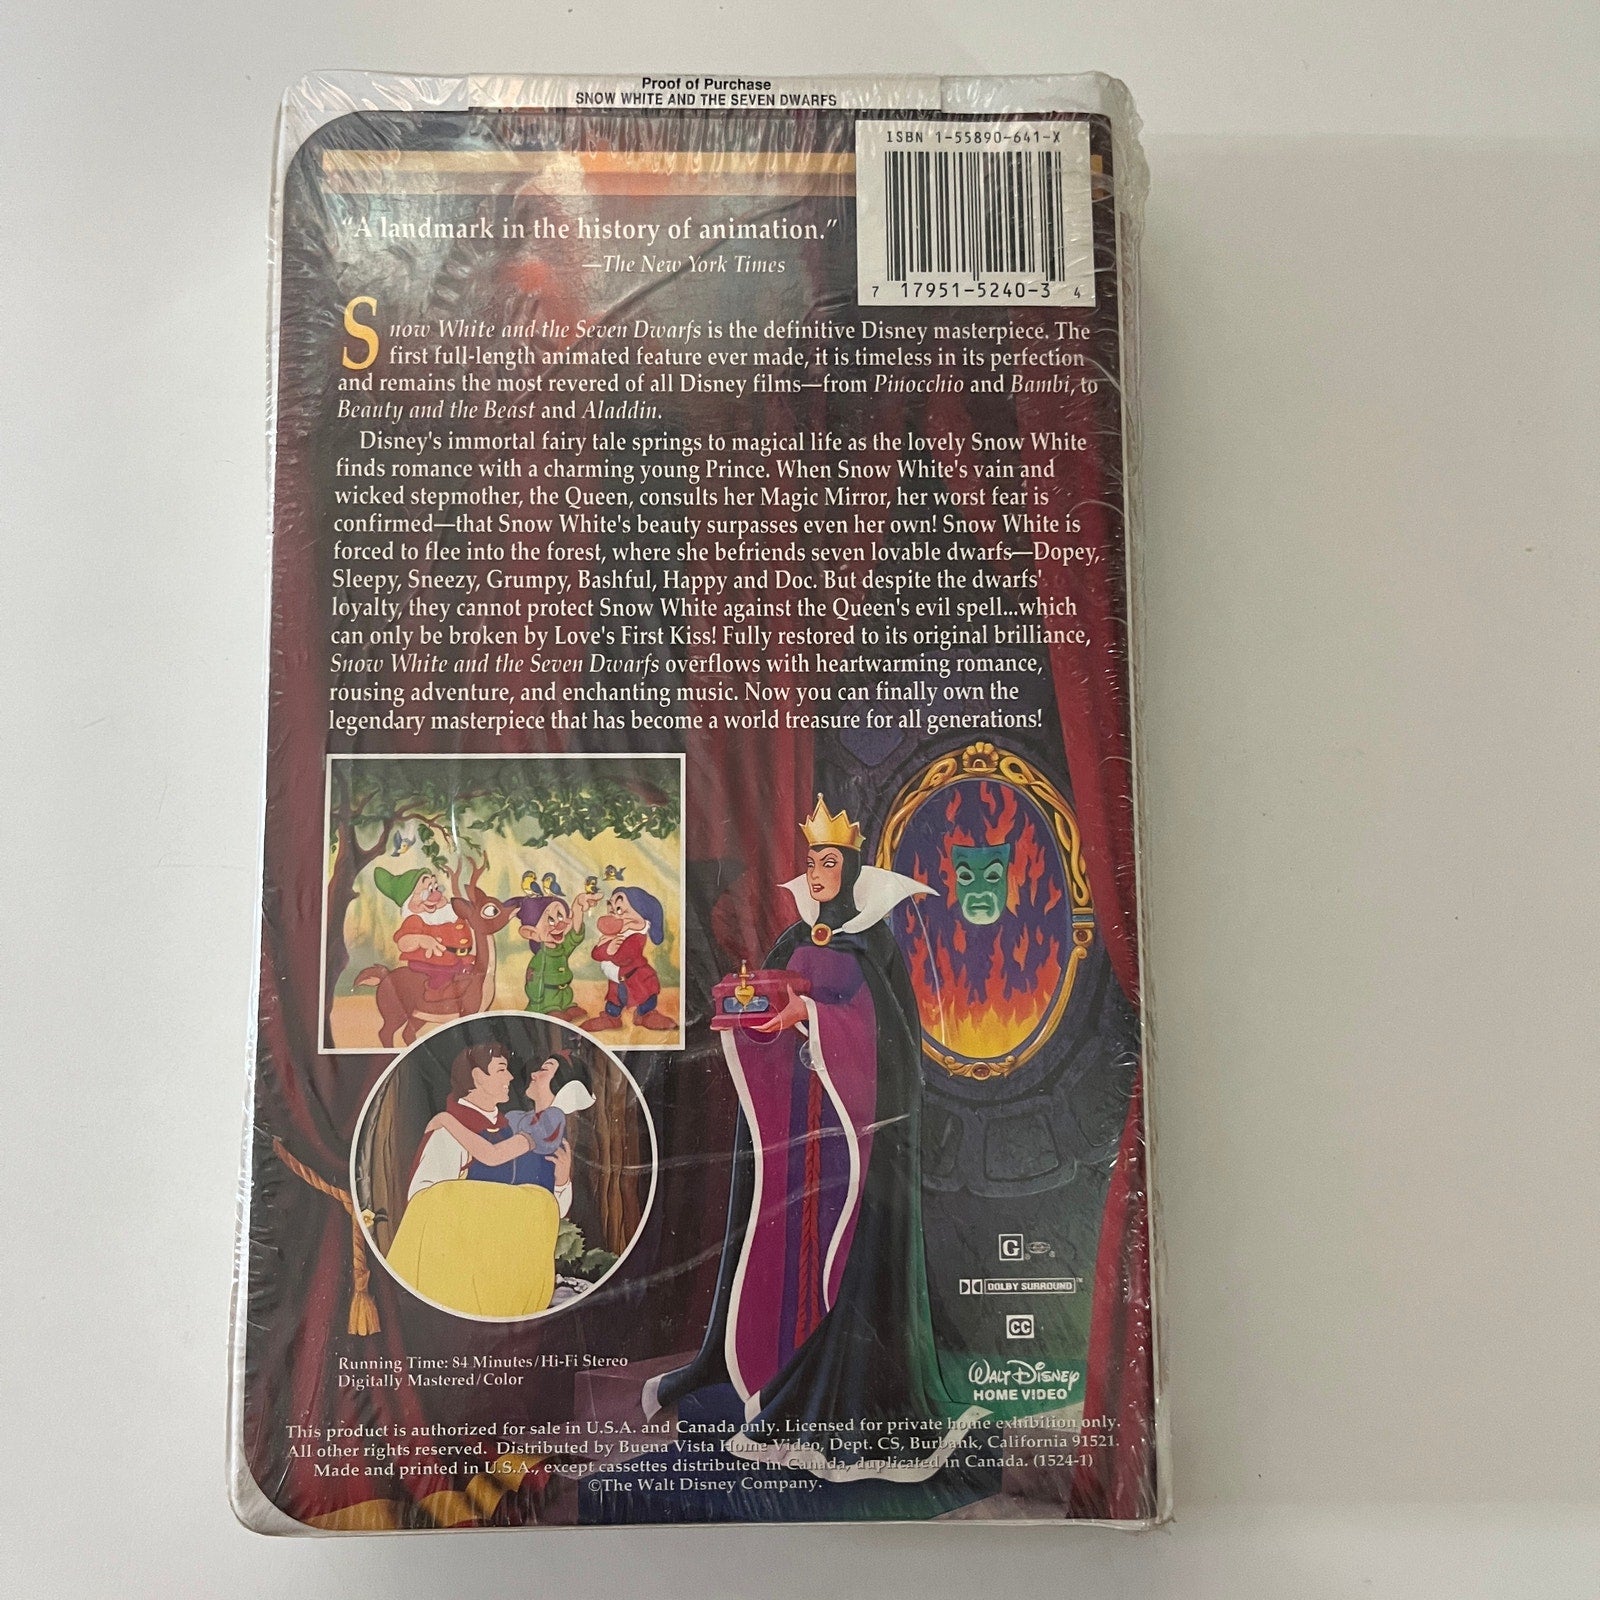 Proof of Purchase
SNOW WHITE AND THE SEVEN DWARFS
ISBN 1-55890-641-X
7 17951-5240-3 4
“A landmark in the history of animation.”
—The New York Times
Snow White and the Seven Dwarfs is the definitive Disney masterpiece. The
first full-length animated feature ever made, it is timeless in its perfection
and remains the most revered of all Disney films—from Pinocchio and Bambi, to
Beauty and the Beast and Aladdin.
Disney's immortal fairy tale springs to magical life as the lovely Snow White
finds romance with a charming young Prince. When Snow White's vain and
wicked stepmother, the Queen, consults her Magic Mirror, her worst fear is
confirmed—that Snow White's beauty surpasses even her own! Snow White is
forced to flee into the forest, where she befriends seven lovable dwarfs—Dopey,
Sleepy, Sneezy, Grumpy, Bashful, Happy and Doc. But despite the dwarfs'
loyalty, they cannot protect Snow White against the Queen's evil spell...which
can only be broken by Love's First Kiss! Fully restored to its original brilliance,
Snow White and the Seven Dwarfs overflows with heartwarming romance,
rousing adventure, and enchanting music. Now you can finally own the
legendary masterpiece that has become a world treasure for all generations!
G ®
DOLBY SURROUND™
CC
Running Time: 84 Minutes/Hi-Fi Stereo
Digitally Mastered/Color
WALT DISNEY
HOME VIDEO
This product is authorized for sale in U.S.A. and Canada only. Licensed for private home exhibition only.
All other rights reserved. Distributed by Buena Vista Home Video, Dept. CS, Burbank, California 91521.
Made and printed in U.S.A., except cassettes distributed in Canada, duplicated in Canada. (1524-1)
©The Walt Disney Company.